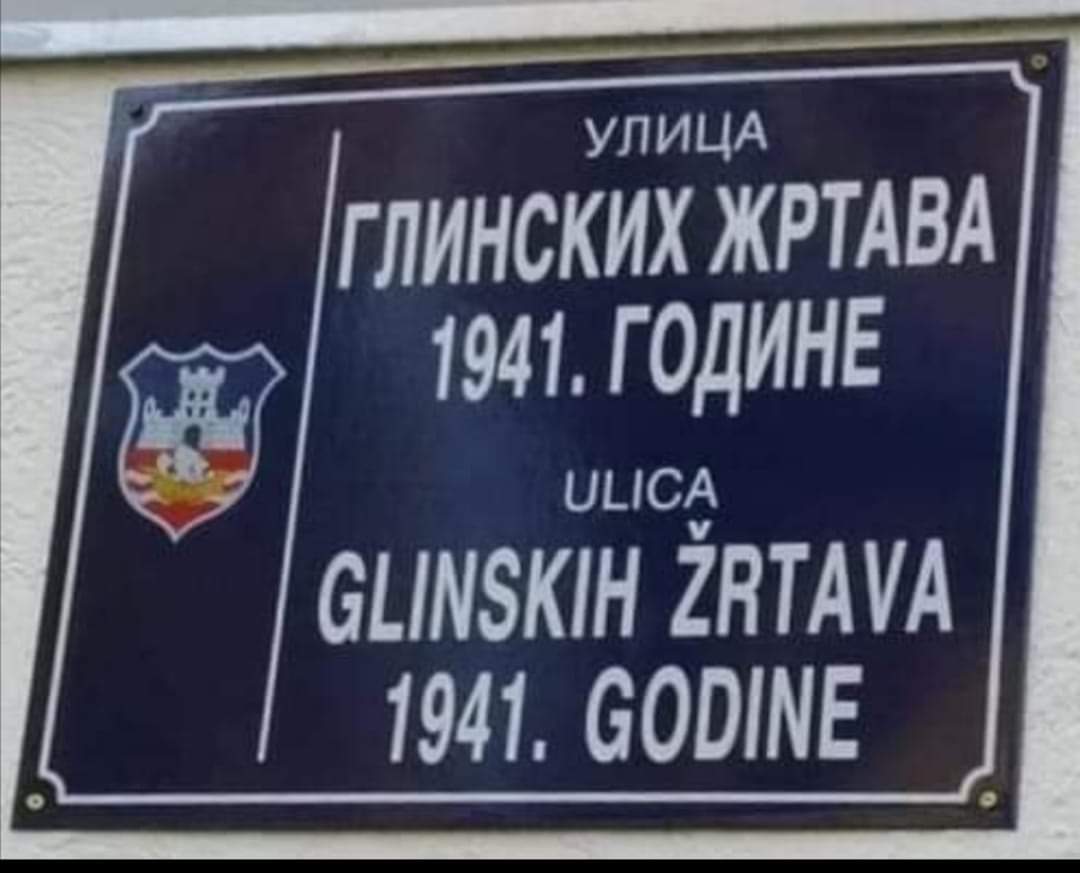 УЛИЦА
ГЛИНСКИХ ЖРТАВА
1941. ГОДИНЕ
ULICA
GLINSKIH ŽRTAVA
1941. GODINE